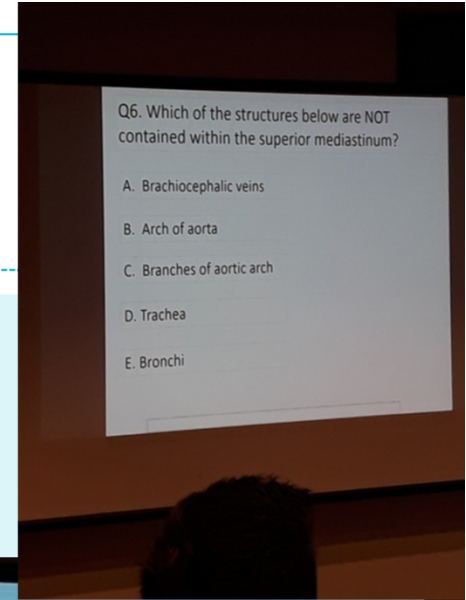 Q6. Which of the structures below are NOT
contained within the superior mediastinum?
A. Brachiocephalic veins
B. Arch of aorta
C. Branches of aortic arch
D. Trachea
E. Bronchi